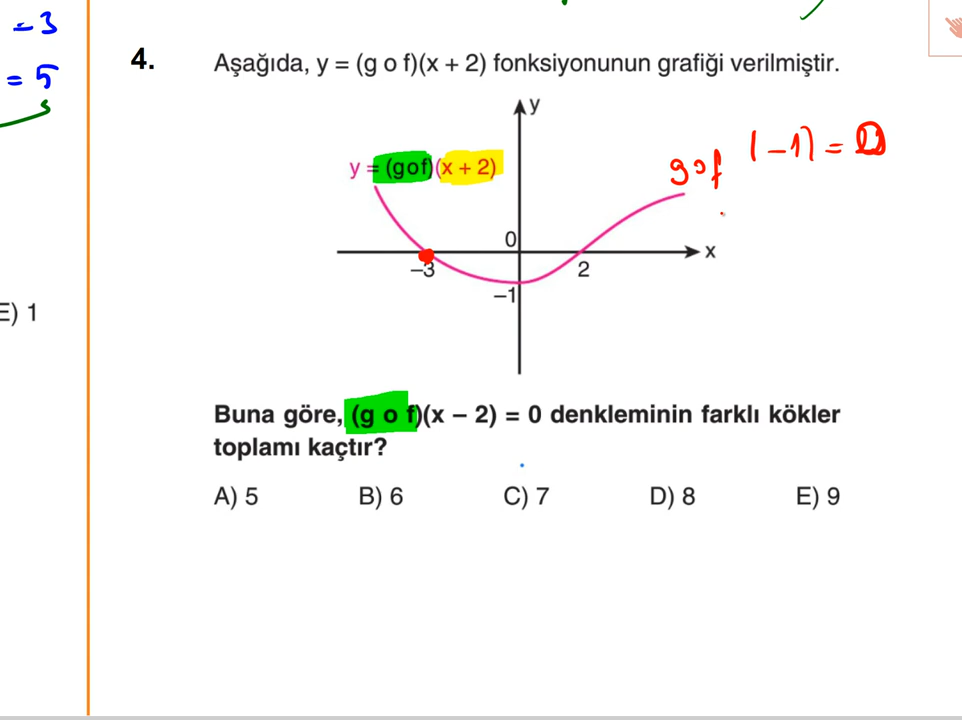 = 3
= 5
4. Aşağıda, y = (g o f)(x + 2) fonksiyonunun grafiği verilmiştir.
y
y = (gof)(x + 2)
gof (-1) = 0
0
x
–3
2
–1
E) 1
Buna göre, (g o f)(x – 2) = 0 denkleminin farklı kökler
toplamı kaçtır?
A) 5 B) 6 C) 7 D) 8 E) 9